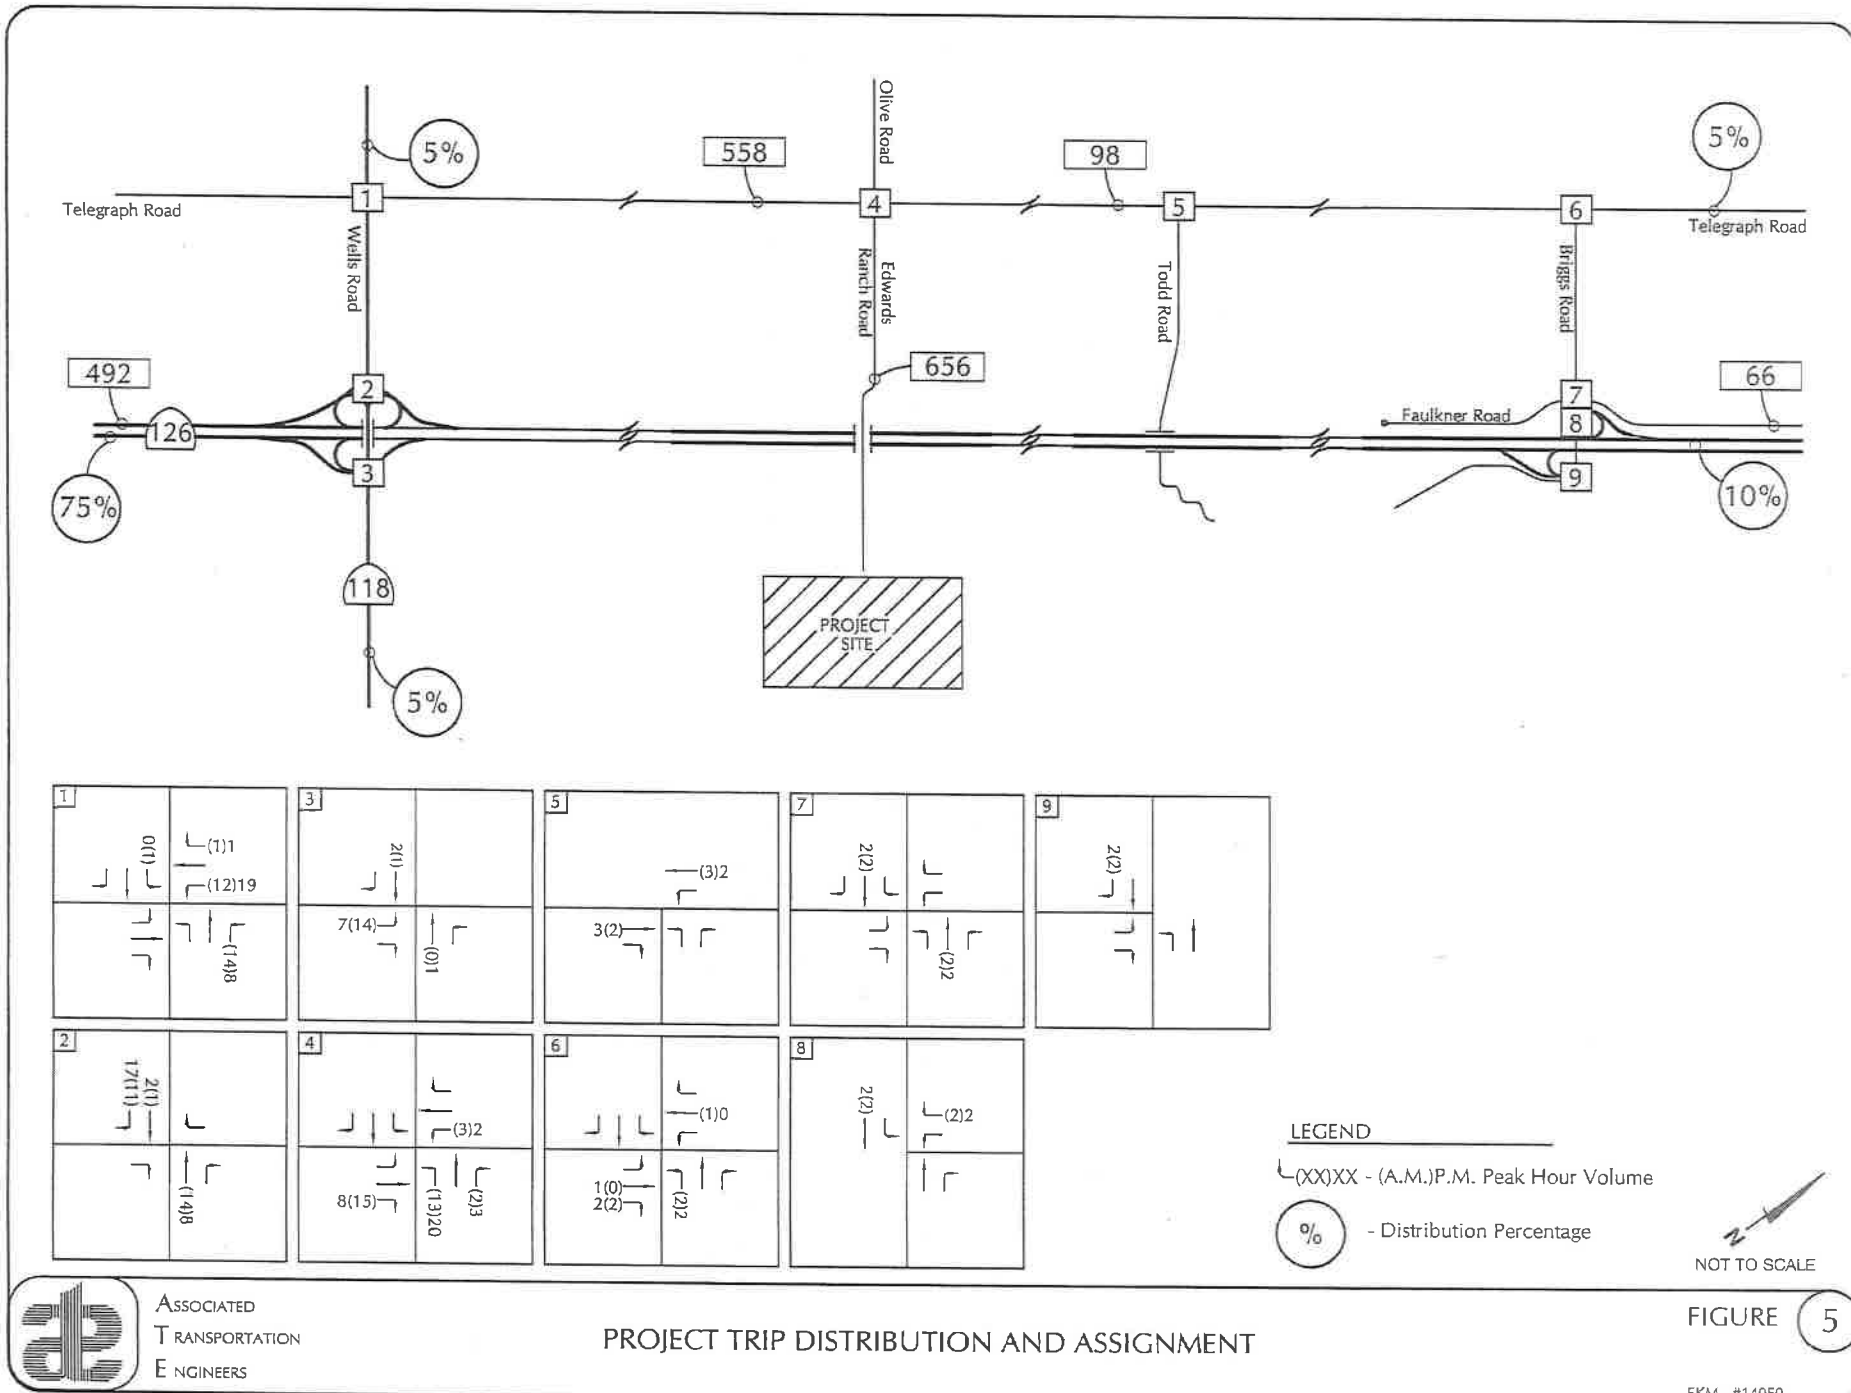 5%
558
Olive Road
98
5%
1
4
5
6
Telegraph Road
Telegraph Road
Wells Road
Edwards
Ranch Road
Todd Road
Briggs Road
492
2
656
7
66
126
Faulkner Road
8
3
9
75%
10%
118
PROJECT
SITE
5%
1
0(1)
(1)1
(12)19
(14)8
3
2(1)
7(14)
(0)1
5
(3)2
3(2)
7
2(2)
(2)2
9
2(2)
2
2(1)
17(11)
(14)8
4
(3)2
8(15)
(13)20
(2)3
6
(1)0
1(0)
2(2)
(2)2
8
2(2)
(2)2
LEGEND
(XX)XX - (A.M.)P.M. Peak Hour Volume
% - Distribution Percentage
N
NOT TO SCALE
ASSOCIATED
TRANSPORTATION
ENGINEERS
PROJECT TRIP DISTRIBUTION AND ASSIGNMENT
FIGURE 5